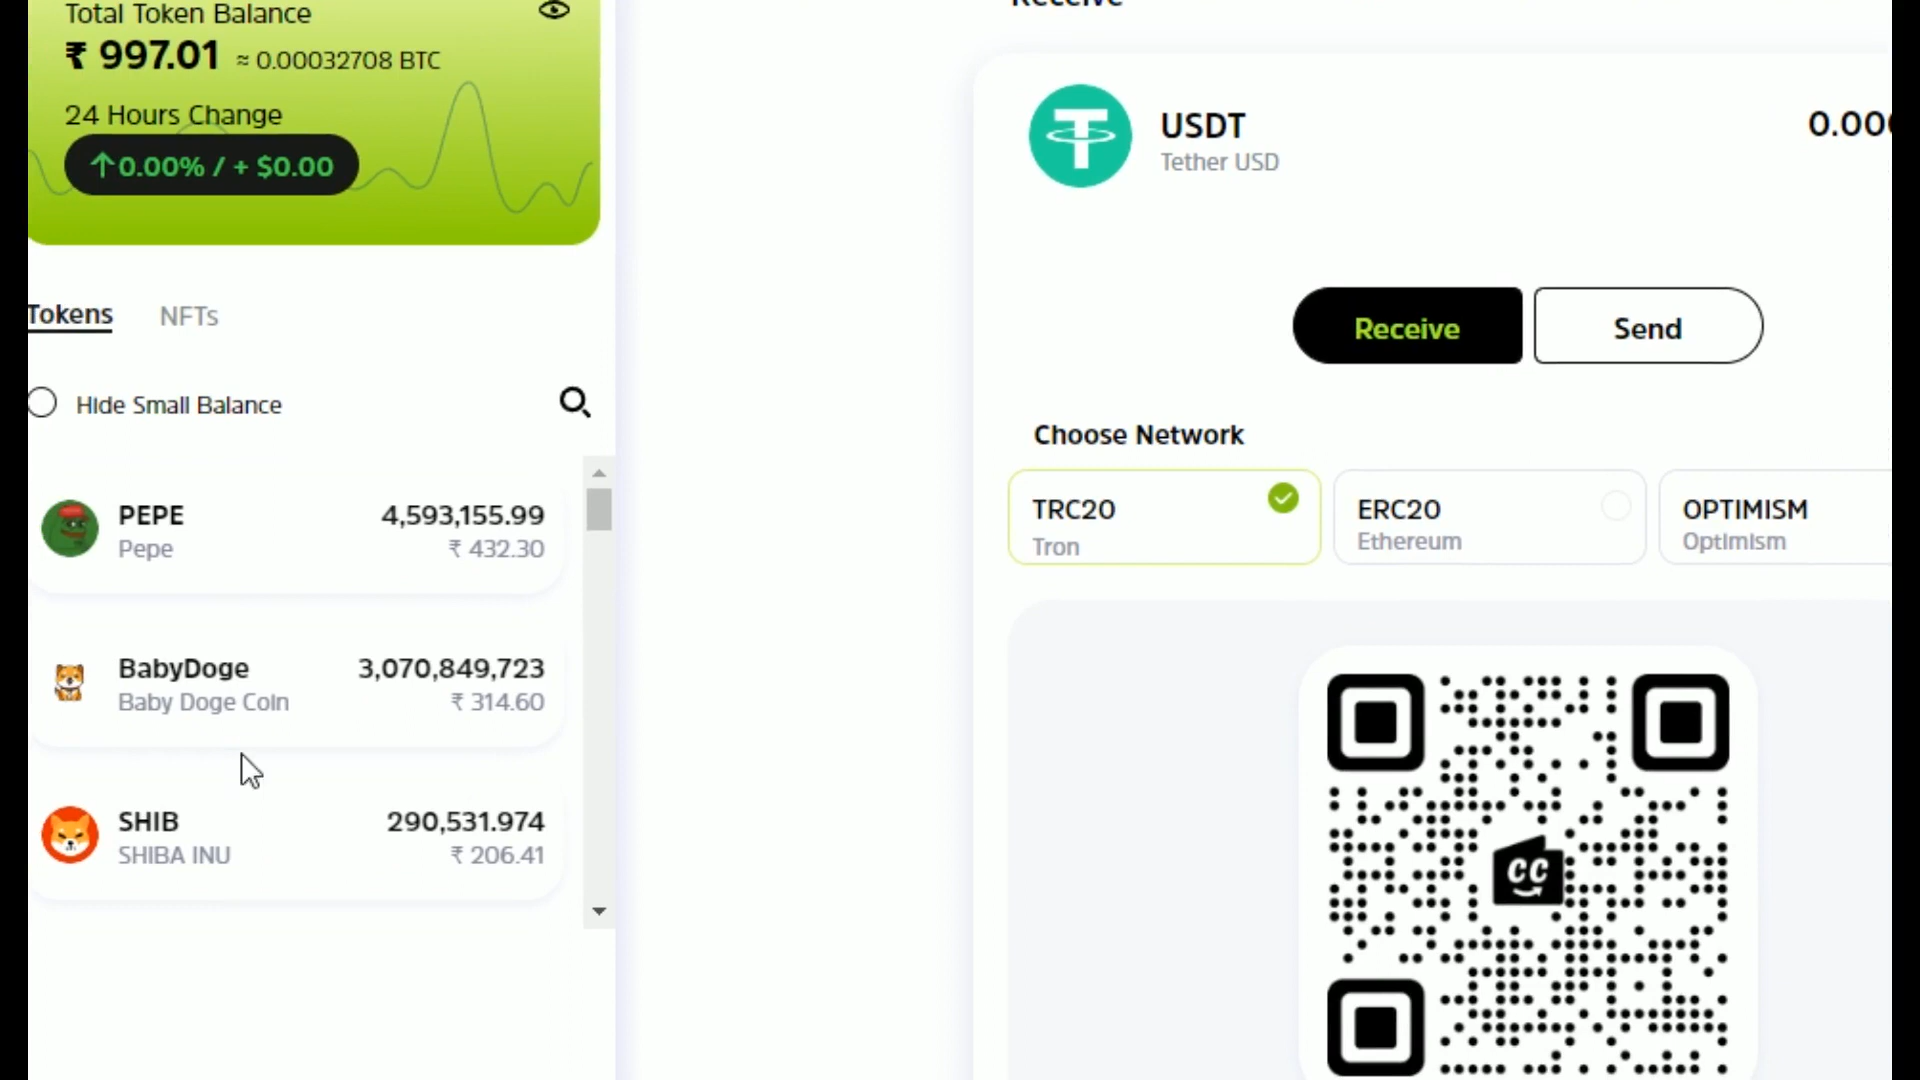 Total Token Balance
₹ 997.01 ≈ 0.00032708 BTC
24 Hours Change
↑0.00% / + $0.00
Tokens NFTs
Hide Small Balance
PEPE 4,593,155.99
Pepe ₹ 432.30
BabyDoge 3,070,849,723
Baby Doge Coin ₹ 314.60
SHIB 290,531.974
SHIBA INU ₹ 206.41
Receive
USDT 0.00
Tether USD
Receive Send
Choose Network
TRC20 ERC20 OPTIMISM
Tron Ethereum Optimism
CC